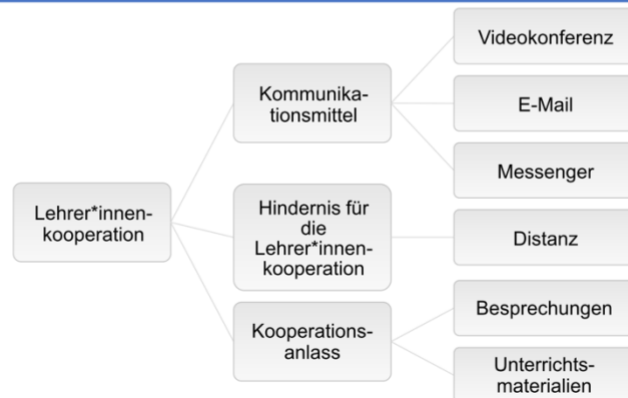 Lehrer*innen-
kooperation
Kommunika-
tionsmittel
Videokonferenz
E-Mail
Messenger
Hindernis für
die
Lehrer*innen-
kooperation
Distanz
Kooperations-
anlass
Besprechungen
Unterrichts-
materialien